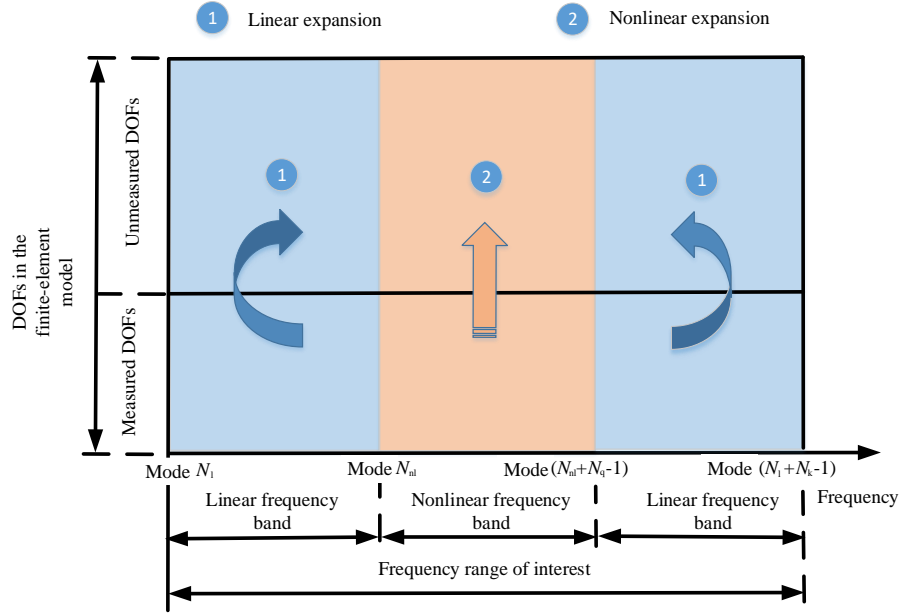 1 Linear expansion
2 Nonlinear expansion
DOFs in the
finite-element
model
Unmeasured DOFs
Measured DOFs
1
2
1
Mode N₁
Mode Nₙₗ
Mode (Nₙₗ+N_q-1)
Mode (N₁+Nₖ-1)
Frequency
Linear frequency
band
Nonlinear frequency
band
Linear frequency
band
Frequency range of interest